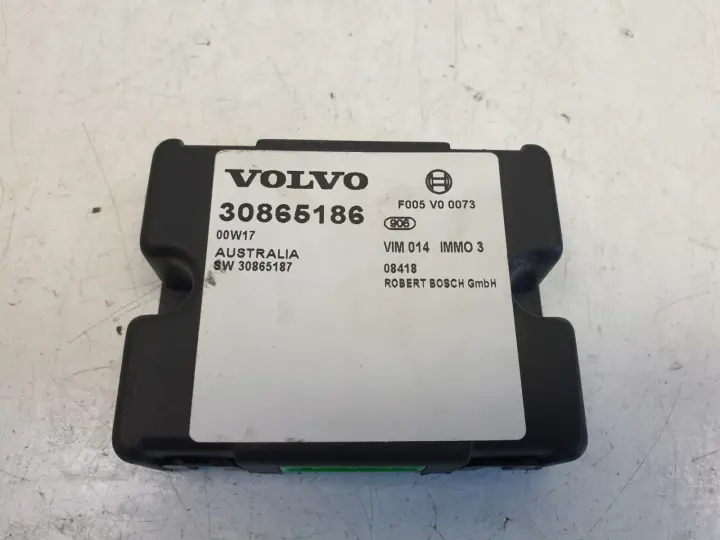 VOLVO
30865186
00W17
AUSTRALIA
SW 30865187
F005 V0 0073
906
VIM 014 IMMO 3
08418
ROBERT BOSCH GmbH